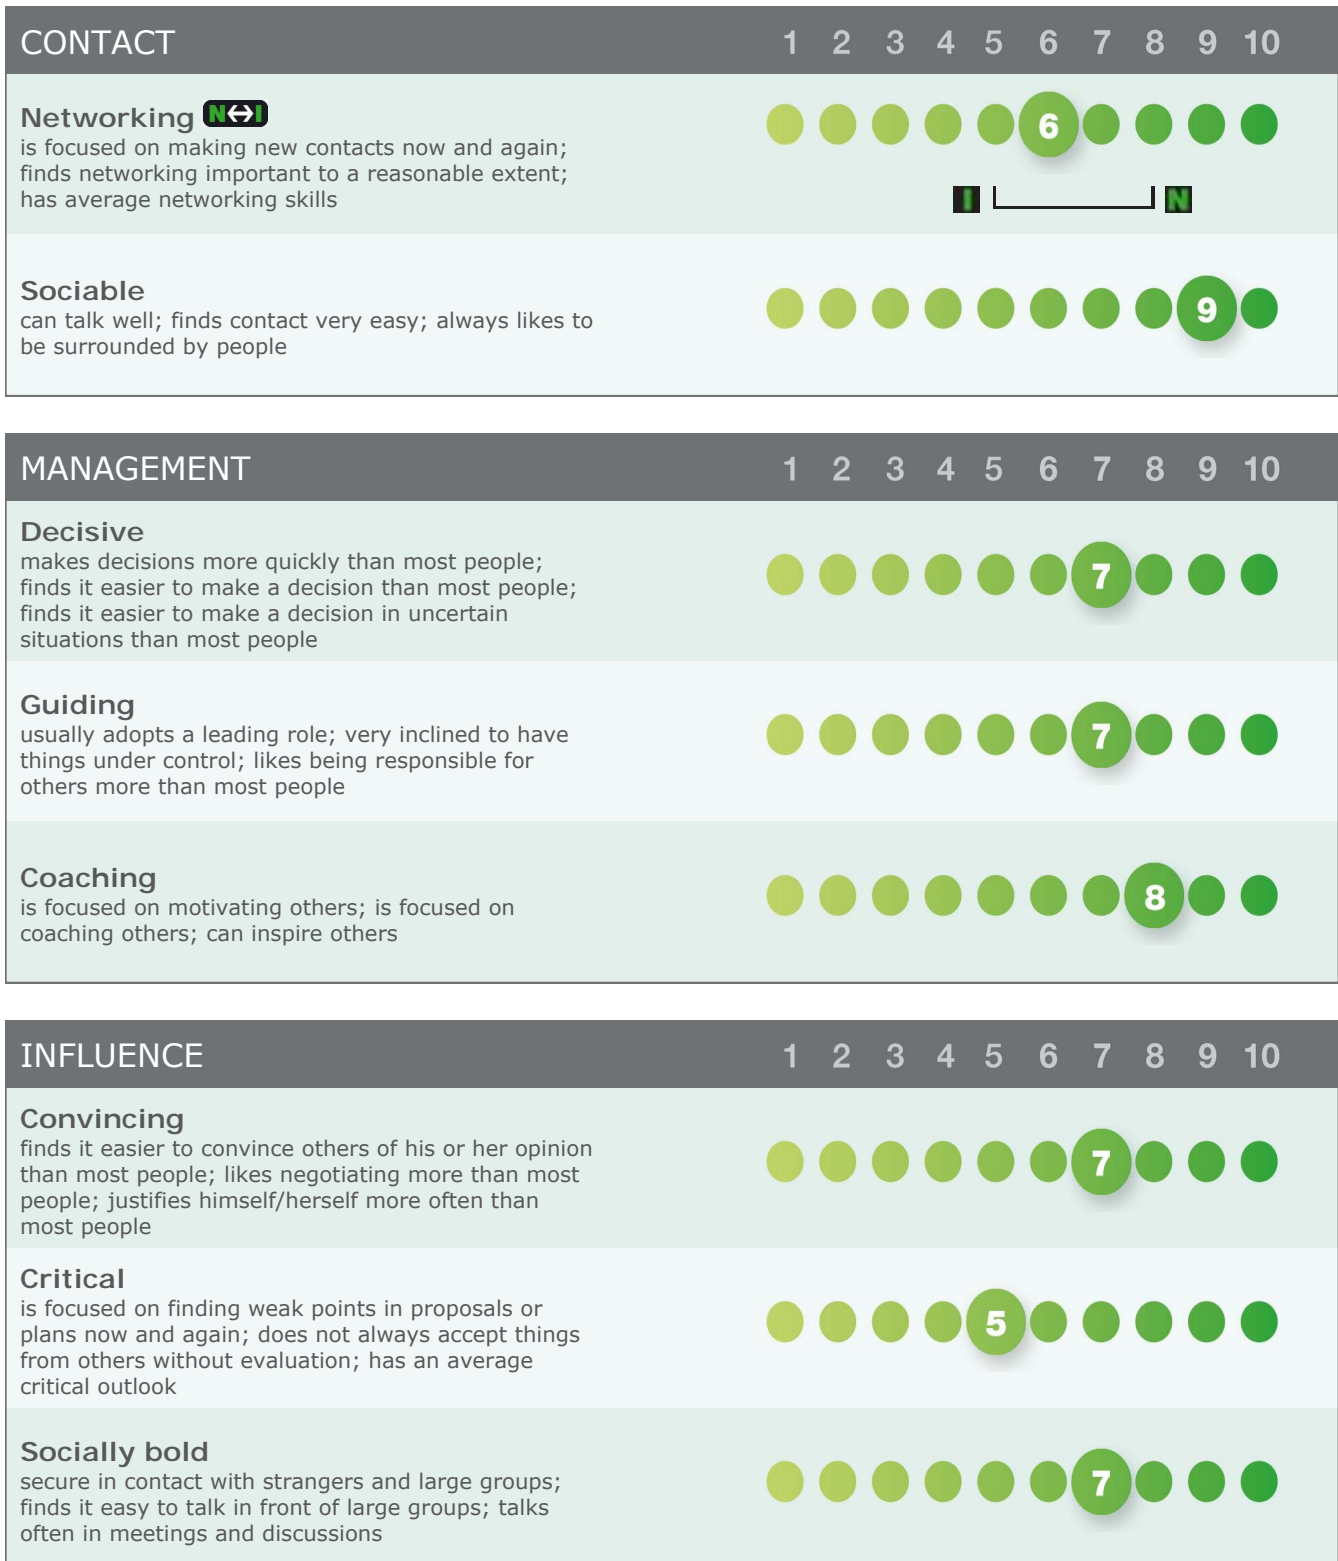 CONTACT 1 2 3 4 5 6 7 8 9 10
Networking N↔I
is focused on making new contacts now and again;
finds networking important to a reasonable extent;
has average networking skills
6
I N
Sociable
can talk well; finds contact very easy; always likes to
be surrounded by people
9
MANAGEMENT 1 2 3 4 5 6 7 8 9 10
Decisive
makes decisions more quickly than most people;
finds it easier to make a decision than most people;
finds it easier to make a decision in uncertain
situations than most people
7
Guiding
usually adopts a leading role; very inclined to have
things under control; likes being responsible for
others more than most people
7
Coaching
is focused on motivating others; is focused on
coaching others; can inspire others
8
INFLUENCE 1 2 3 4 5 6 7 8 9 10
Convincing
finds it easier to convince others of his or her opinion
than most people; likes negotiating more than most
people; justifies himself/herself more often than
most people
7
Critical
is focused on finding weak points in proposals or
plans now and again; does not always accept things
from others without evaluation; has an average
critical outlook
5
Socially bold
secure in contact with strangers and large groups;
finds it easy to talk in front of large groups; talks
often in meetings and discussions
7